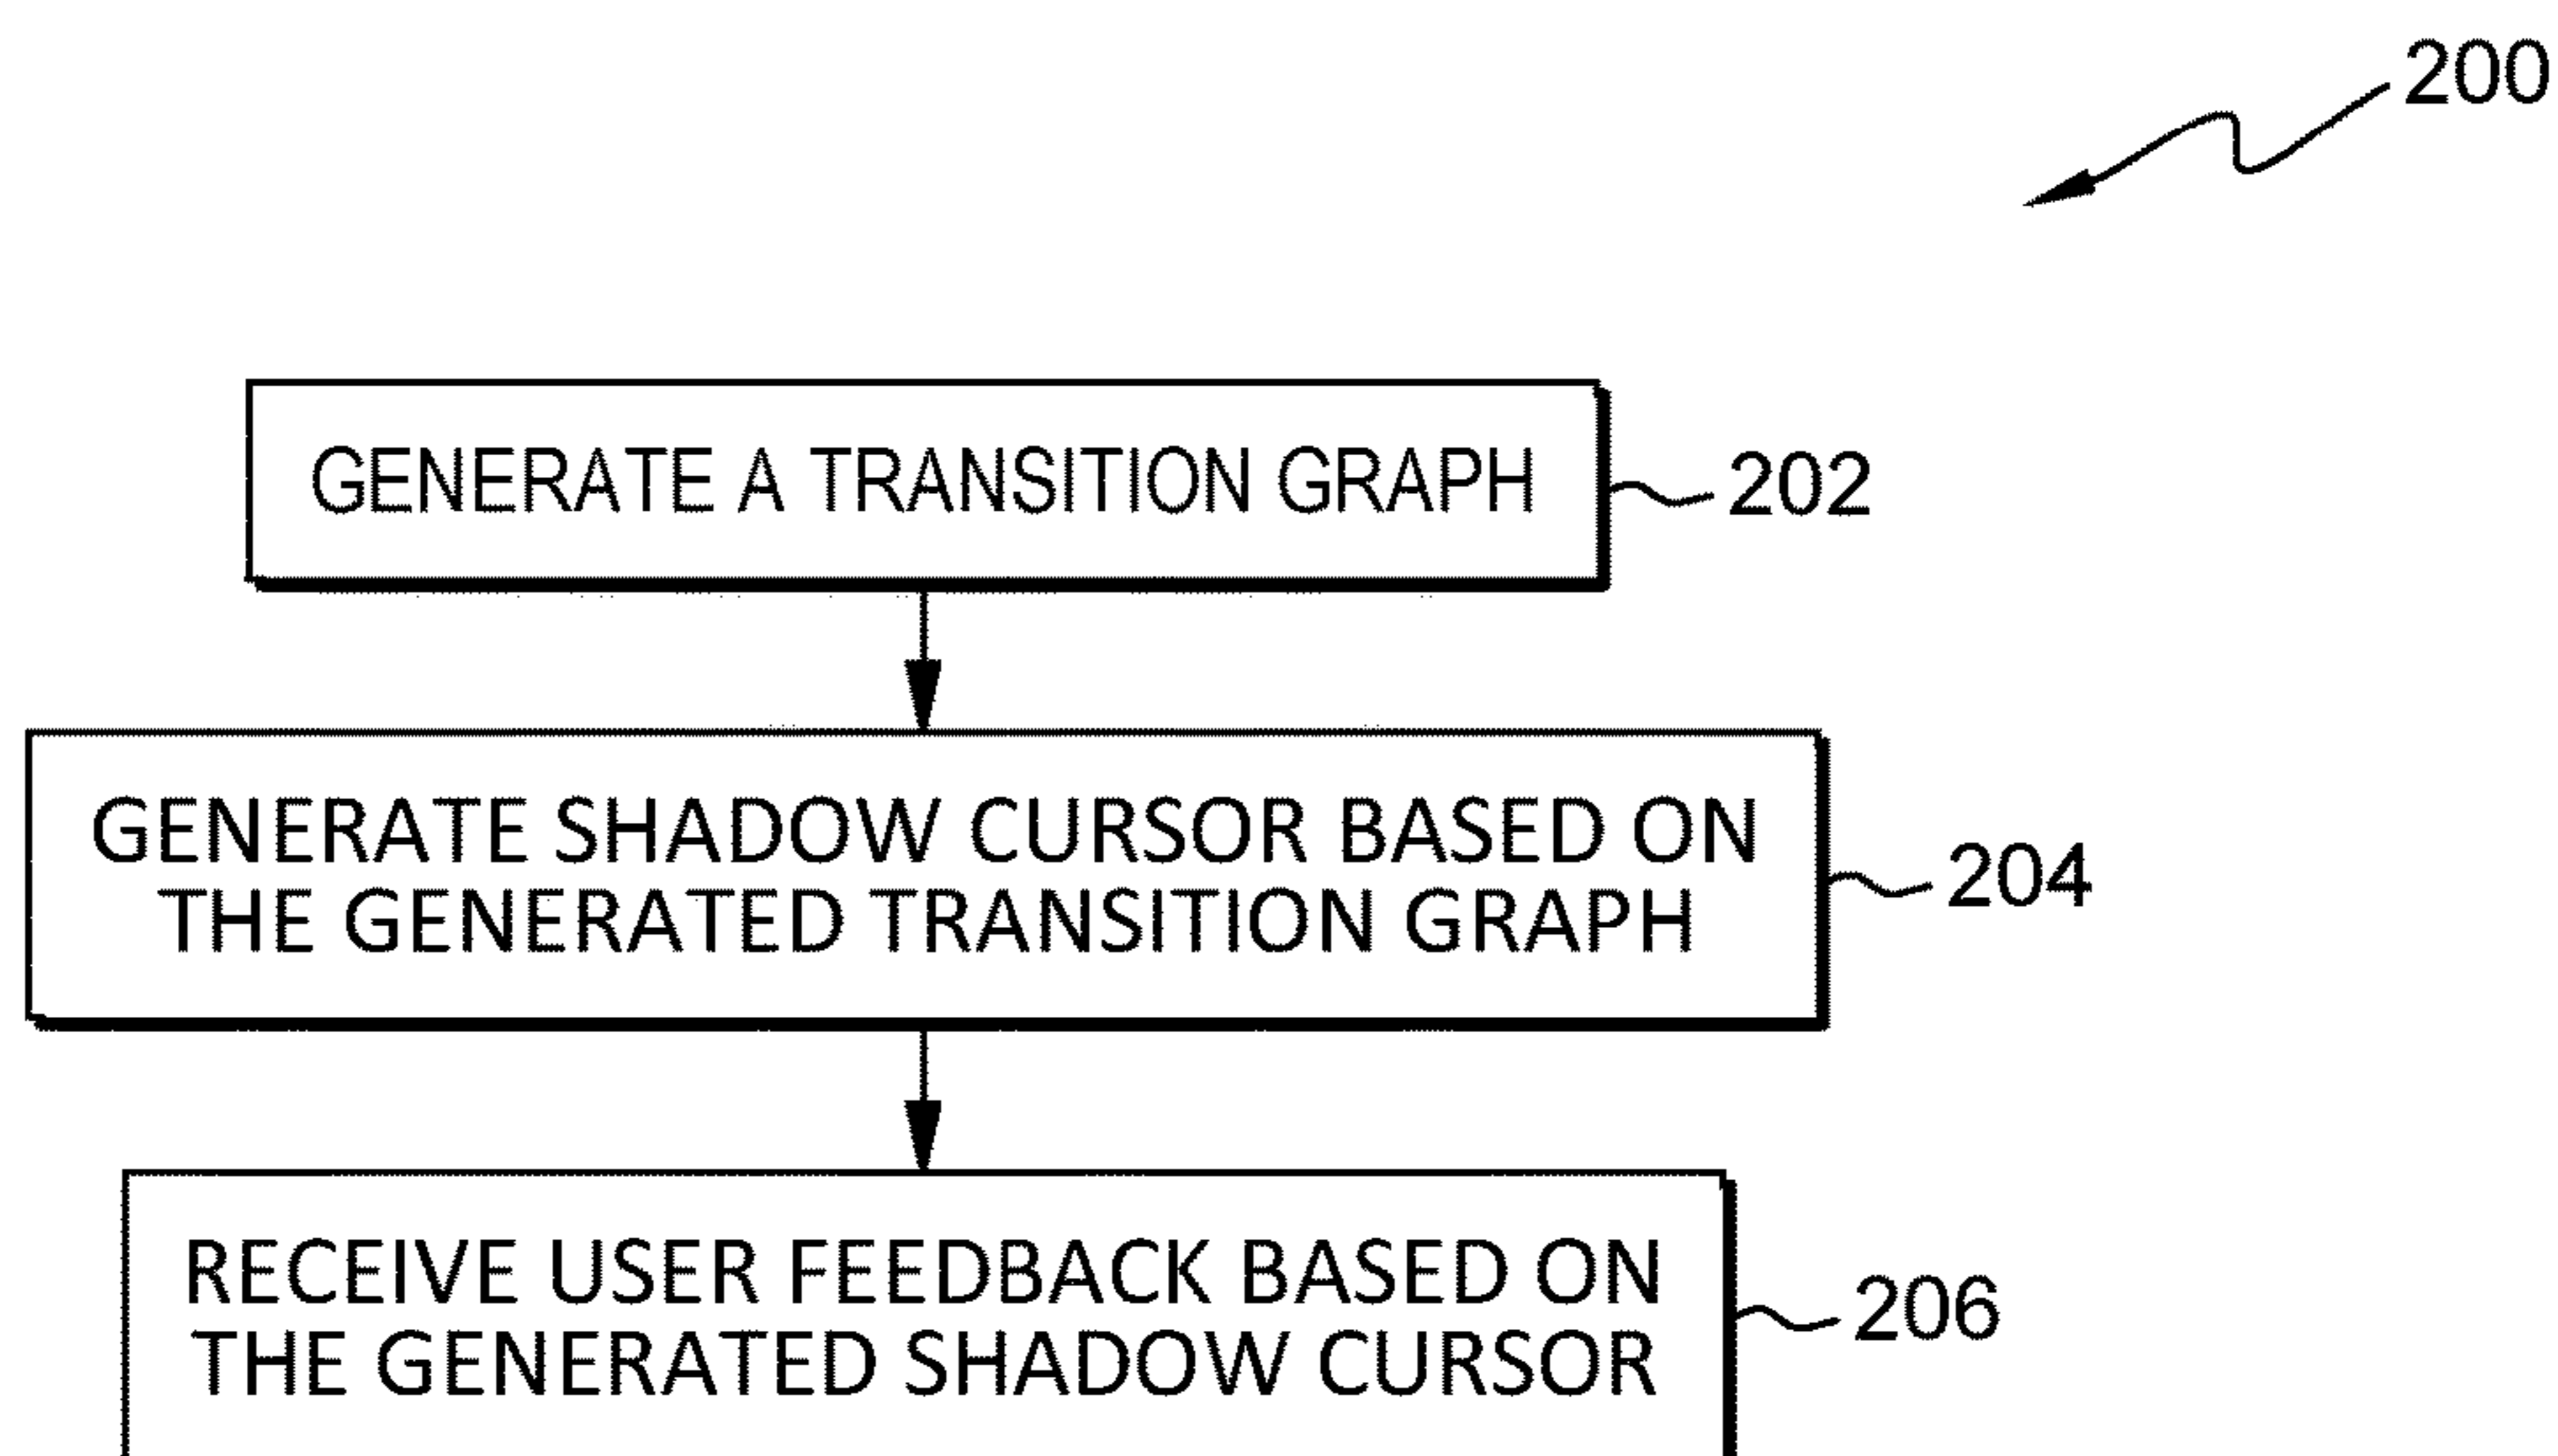 200
GENERATE A TRANSITION GRAPH
202
GENERATE SHADOW CURSOR BASED ON
THE GENERATED TRANSITION GRAPH
204
RECEIVE USER FEEDBACK BASED ON
THE GENERATED SHADOW CURSOR
206